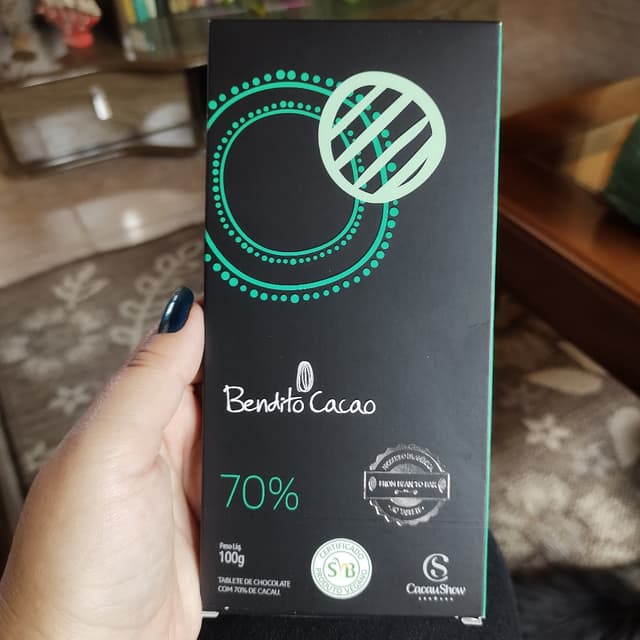 Bendito Cacao
70%
FROM BEAN TO BAR
Peso Líq.
100g
TABLETE DE CHOCOLATE
COM 70% DE CACAU.
CERTIFICADO
SVB
PRODUTO VEGANO
CS
CacauShow